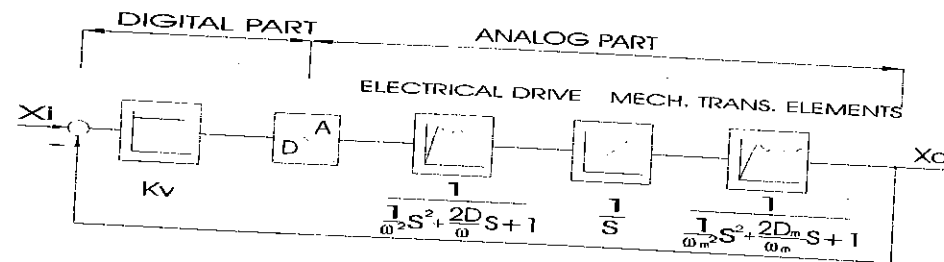 DIGITAL PART
ANALOG PART
ELECTRICAL DRIVE
MECH. TRANS. ELEMENTS
Xi
D A
Xo
Kv
1 / (1/ω² S² + 2D/ω S + 1)
1/S
1 / (1/ωm² S² + 2Dm/ωm S + 1)